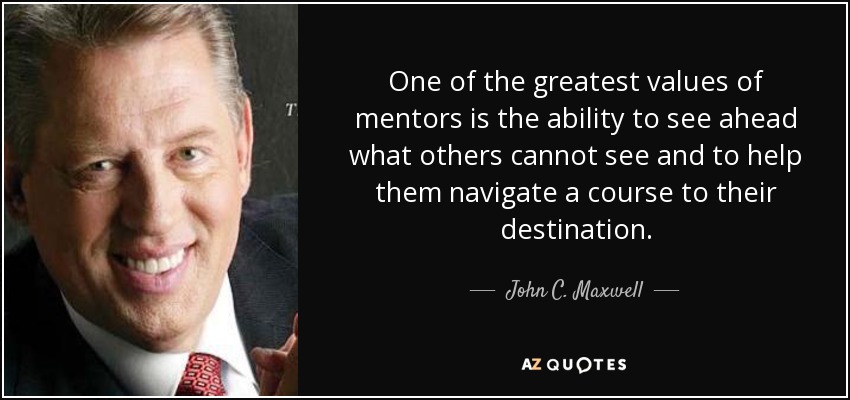 One of the greatest values of
mentors is the ability to see ahead
what others cannot see and to help
them navigate a course to their
destination.
John C. Maxwell
AZ QUOTES